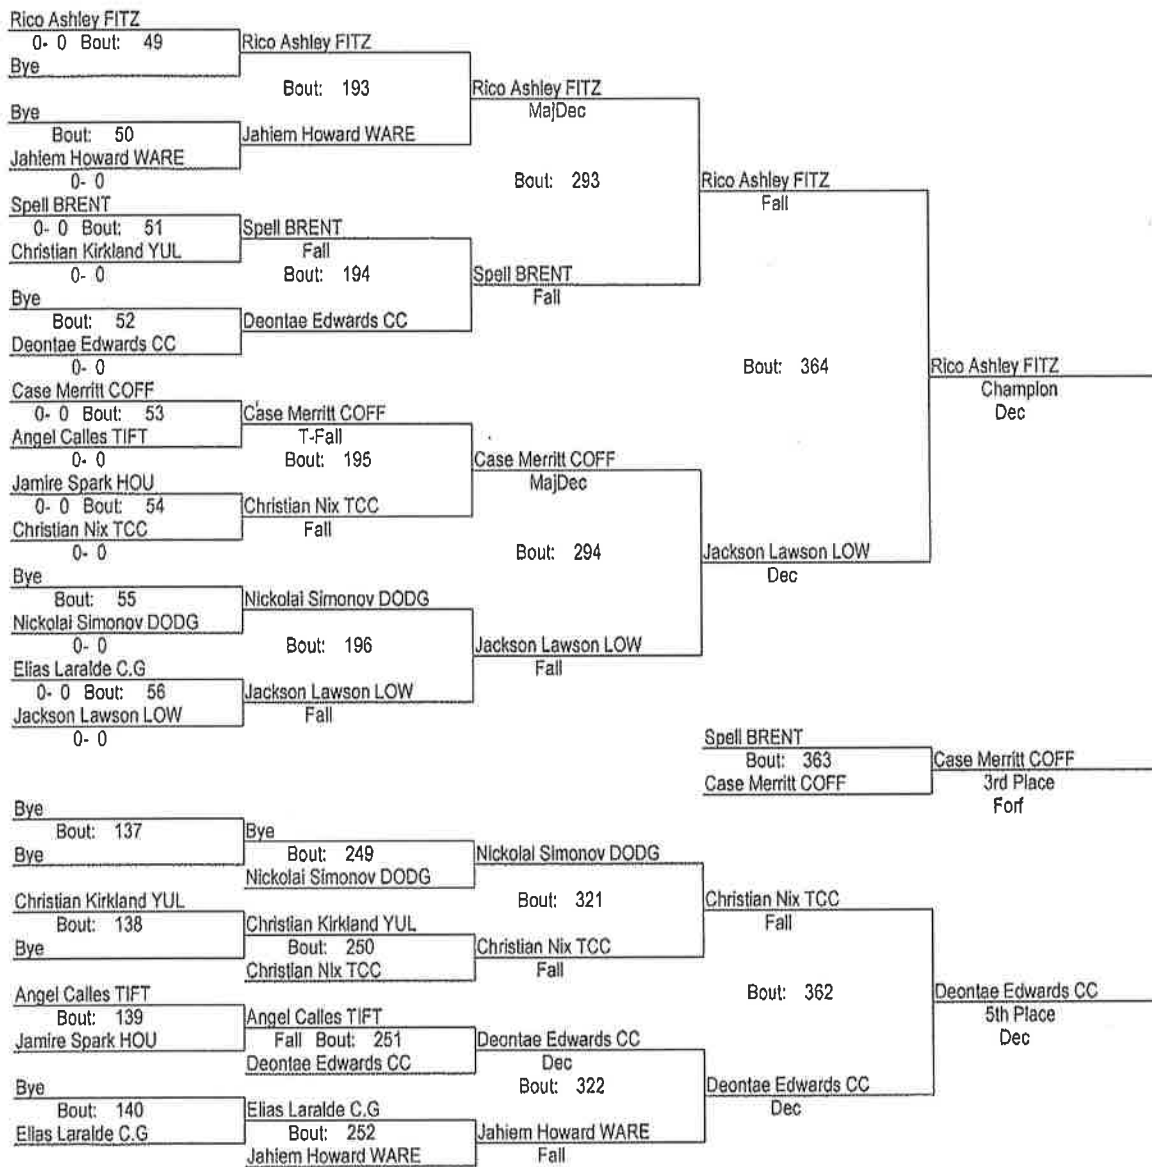 Rico Ashley FITZ
0- 0 Bout: 49
Bye
Rico Ashley FITZ
Bout: 193
Rico Ashley FITZ
MajDec
Bye
Bout: 50
Jahiem Howard WARE
Jahiem Howard WARE
0- 0
Bout: 293
Rico Ashley FITZ
Fall
Spell BRENT
0- 0 Bout: 51
Christian Kirkland YUL
0- 0
Spell BRENT
Fall
Bout: 194
Spell BRENT
Fall
Bye
Bout: 52
Deontae Edwards CC
Deontae Edwards CC
0- 0
Bout: 364
Rico Ashley FITZ
Champion
Dec
Case Merritt COFF
0- 0 Bout: 53
Angel Calles TIFT
0- 0
Case Merritt COFF
T-Fall
Bout: 195
Case Merritt COFF
MajDec
Jamire Spark HOU
0- 0 Bout: 54
Christian Nix TCC
0- 0
Christian Nix TCC
Fall
Bout: 294
Jackson Lawson LOW
Dec
Bye
Bout: 55
Nickolai Simonov DODG
0- 0
Nickolai Simonov DODG
Bout: 196
Jackson Lawson LOW
Fall
Elias Laralde C.G
0- 0 Bout: 56
Jackson Lawson LOW
0- 0
Jackson Lawson LOW
Fall
Spell BRENT
Bout: 363
Case Merritt COFF
Case Merritt COFF
3rd Place
Forf
Bye
Bout: 137
Bye
Bye
Bout: 249
Nickolai Simonov DODG
Nickolai Simonov DODG
Bout: 321
Christian Nix TCC
Fall
Christian Kirkland YUL
Bout: 138
Bye
Christian Kirkland YUL
Bout: 250
Christian Nix TCC
Christian Nix TCC
Fall
Bout: 362
Deontae Edwards CC
5th Place
Dec
Angel Calles TIFT
Bout: 139
Jamire Spark HOU
Angel Calles TIFT
Fall Bout: 251
Deontae Edwards CC
Deontae Edwards CC
Dec
Bout: 322
Deontae Edwards CC
Dec
Bye
Bout: 140
Elias Laralde C.G
Elias Laralde C.G
Bout: 252
Jahiem Howard WARE
Jahiem Howard WARE
Fall